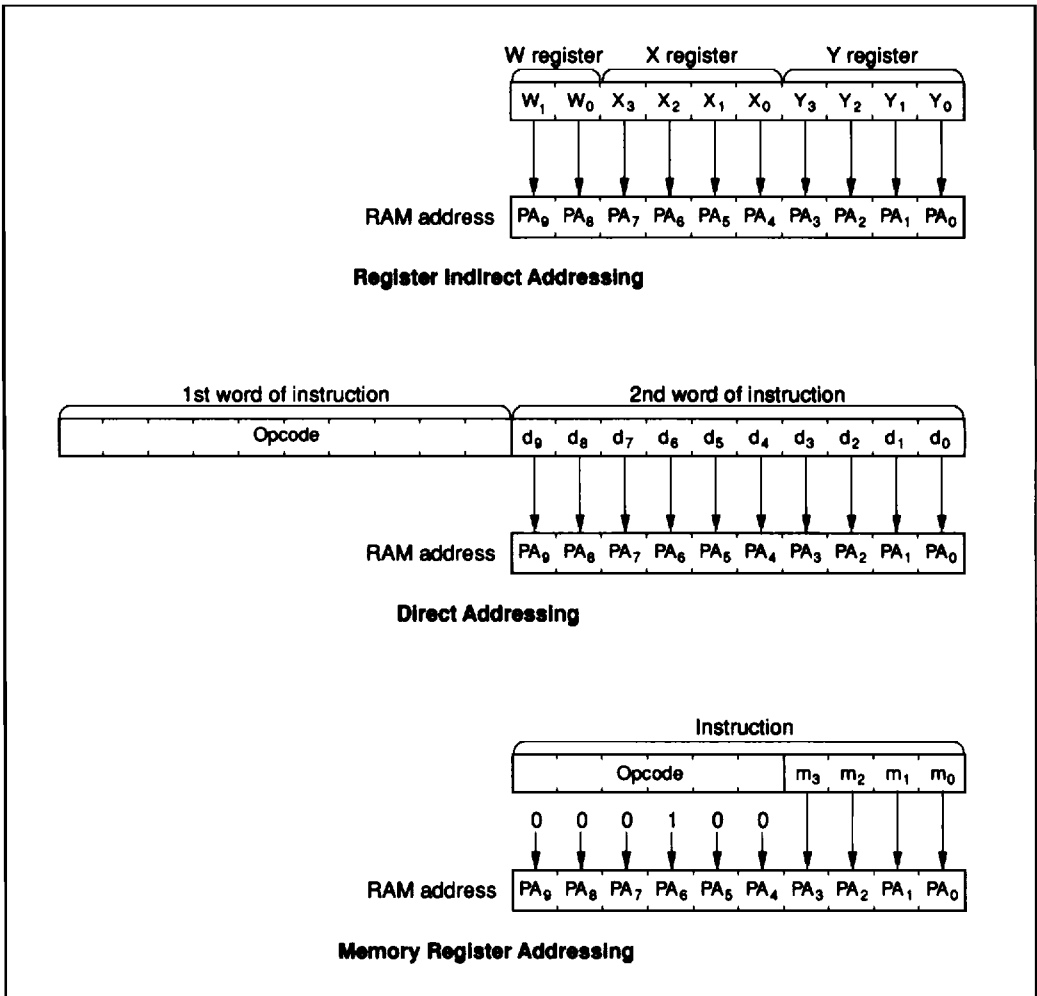 W register X register Y register
W₁ W₀ X₃ X₂ X₁ X₀ Y₃ Y₂ Y₁ Y₀
RAM address PA₉ PA₈ PA₇ PA₆ PA₅ PA₄ PA₃ PA₂ PA₁ PA₀
Register Indirect Addressing
1st word of instruction 2nd word of instruction
Opcode d₉ d₈ d₇ d₆ d₅ d₄ d₃ d₂ d₁ d₀
RAM address PA₉ PA₈ PA₇ PA₆ PA₅ PA₄ PA₃ PA₂ PA₁ PA₀
Direct Addressing
Instruction
Opcode m₃ m₂ m₁ m₀
0 0 0 1 0 0
RAM address PA₉ PA₈ PA₇ PA₆ PA₅ PA₄ PA₃ PA₂ PA₁ PA₀
Memory Register Addressing